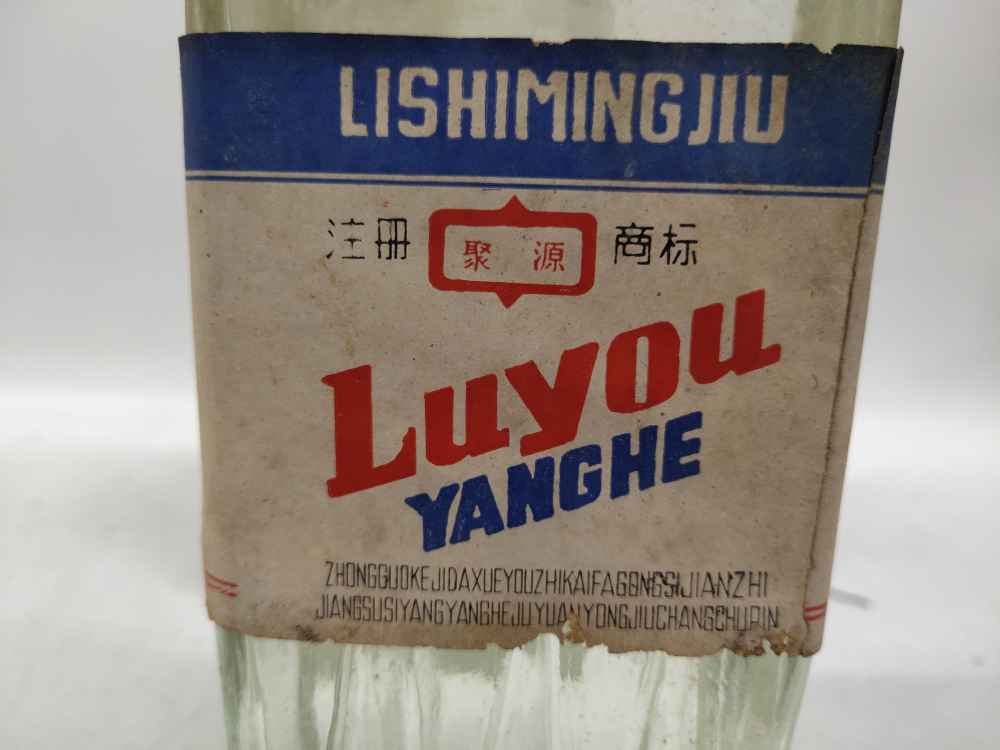 LISHIMINGJIU
注册 聚源 商标
Luyou
YANGHE
ZHONGGUOKEJIDAXUEYOUZHIKAIFAGONGSIJIANZHI
JIANGSUSIYANGYANGHEJUYUANYONGJIUCHANGCHUPIN